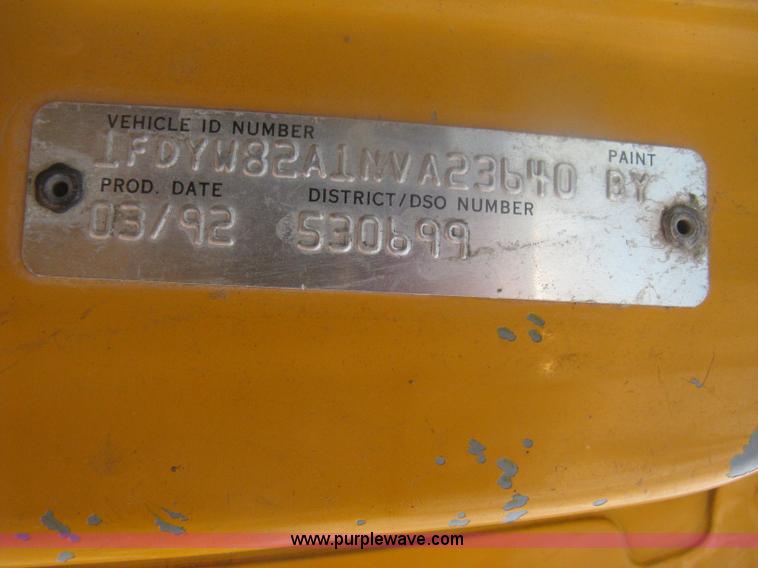 VEHICLE ID NUMBER
1FDYW82A1NVA23640
PAINT
BY
PROD. DATE
03/92
DISTRICT/DSO NUMBER
530699
www.purplewave.com